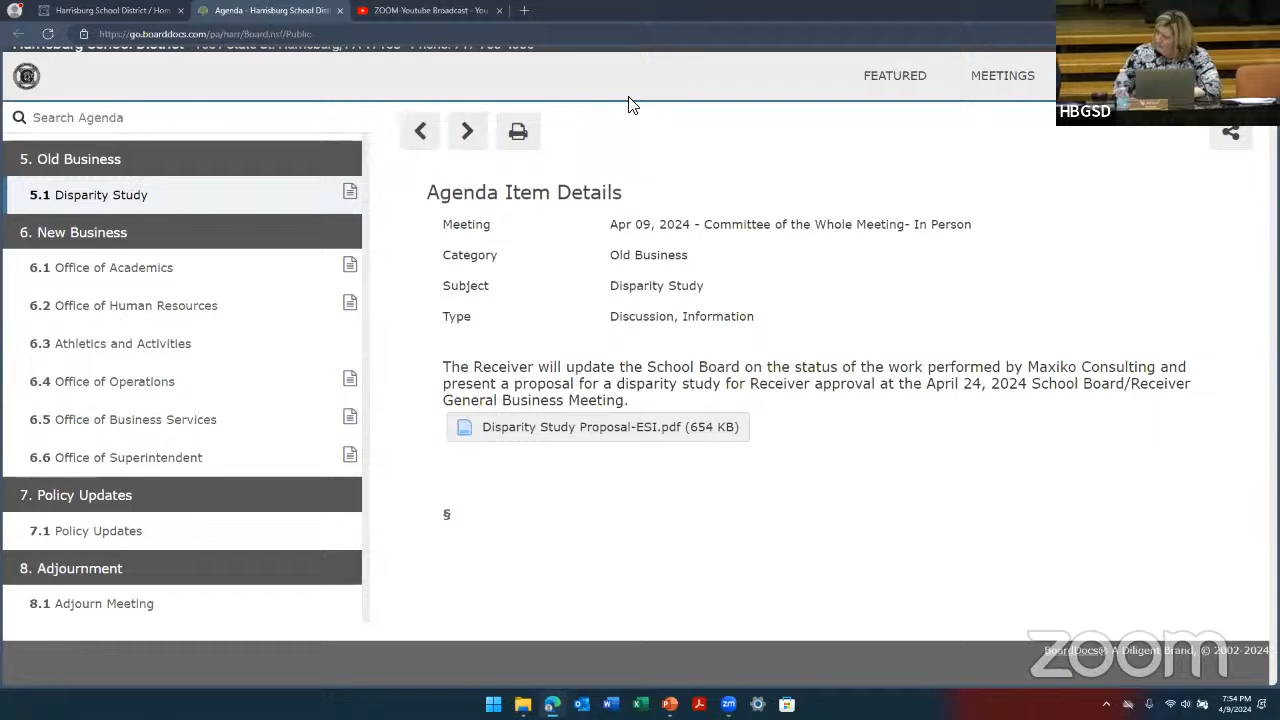 Harrisburg School District / Hom
Agenda - Harrisburg School Distri
ZOOM-Youtube Broadcast - You
https://go.boarddocs.com/pa/harr/Board.nsf/Public
FEATURED
MEETINGS
HBGSD
Search Agenda
5. Old Business
5.1 Disparity Study
6. New Business
6.1 Office of Academics
6.2 Office of Human Resources
6.3 Athletics and Activities
6.4 Office of Operations
6.5 Office of Business Services
6.6 Office of Superintendent
7. Policy Updates
7.1 Policy Updates
8. Adjournment
8.1 Adjourn Meeting
Agenda Item Details
Meeting Apr 09, 2024 - Committee of the Whole Meeting- In Person
Category Old Business
Subject Disparity Study
Type Discussion, Information
The Receiver will update the School Board on the status of the work performed by Maxiko Consulting and
present a proposal for a disparity study for Receiver approval at the April 24, 2024 School Board/Receiver
General Business Meeting.
Disparity Study Proposal-ESI.pdf (654 KB)
§
zoom
BoardDocs® A Diligent Brand, © 2002-2024
7:54 PM
4/9/2024